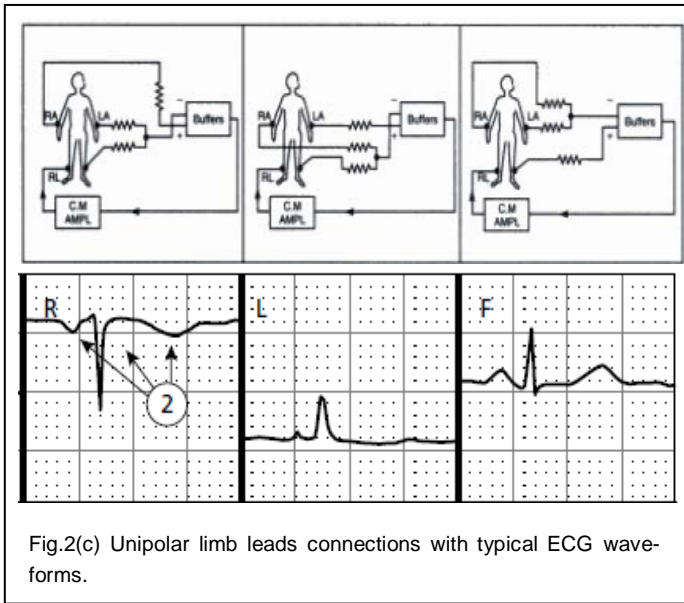 RA LA − + Buffers
RL
C.M
AMPL
RA LA − + Buffers
RL
C.M
AMPL
RA LA − + Buffers
RL
C.M
AMPL
R L F
2
Fig.2(c) Unipolar limb leads connections with typical ECG wave-
forms.